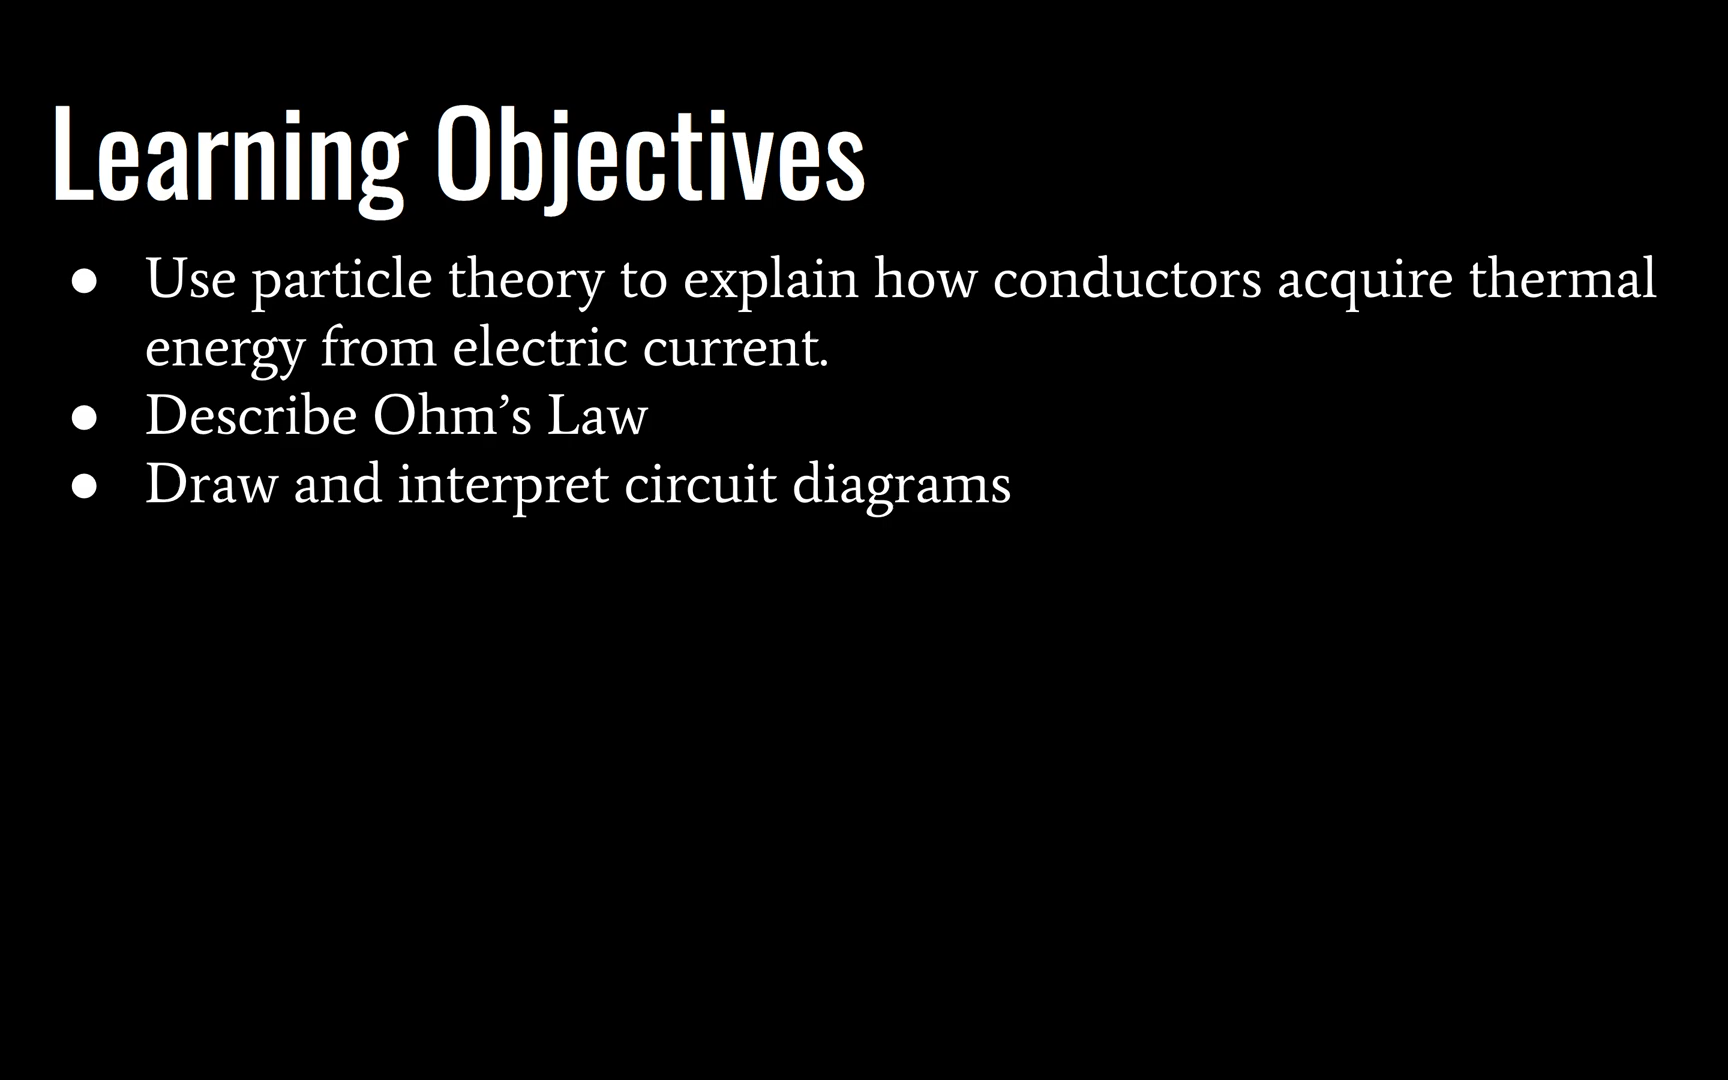 Learning Objectives
● Use particle theory to explain how conductors acquire thermal
energy from electric current.
● Describe Ohm’s Law
● Draw and interpret circuit diagrams